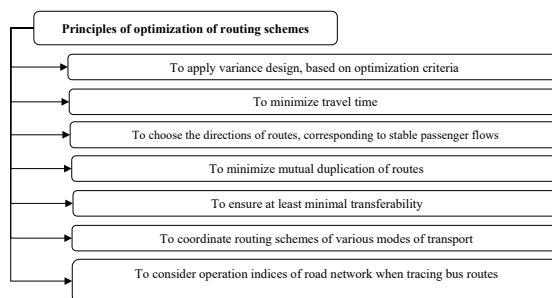 Principles of optimization of routing schemes
To apply variance design, based on optimization criteria
To minimize travel time
To choose the directions of routes, corresponding to stable passenger flows
To minimize mutual duplication of routes
To ensure at least minimal transferability
To coordinate routing schemes of various modes of transport
To consider operation indices of road network when tracing bus routes